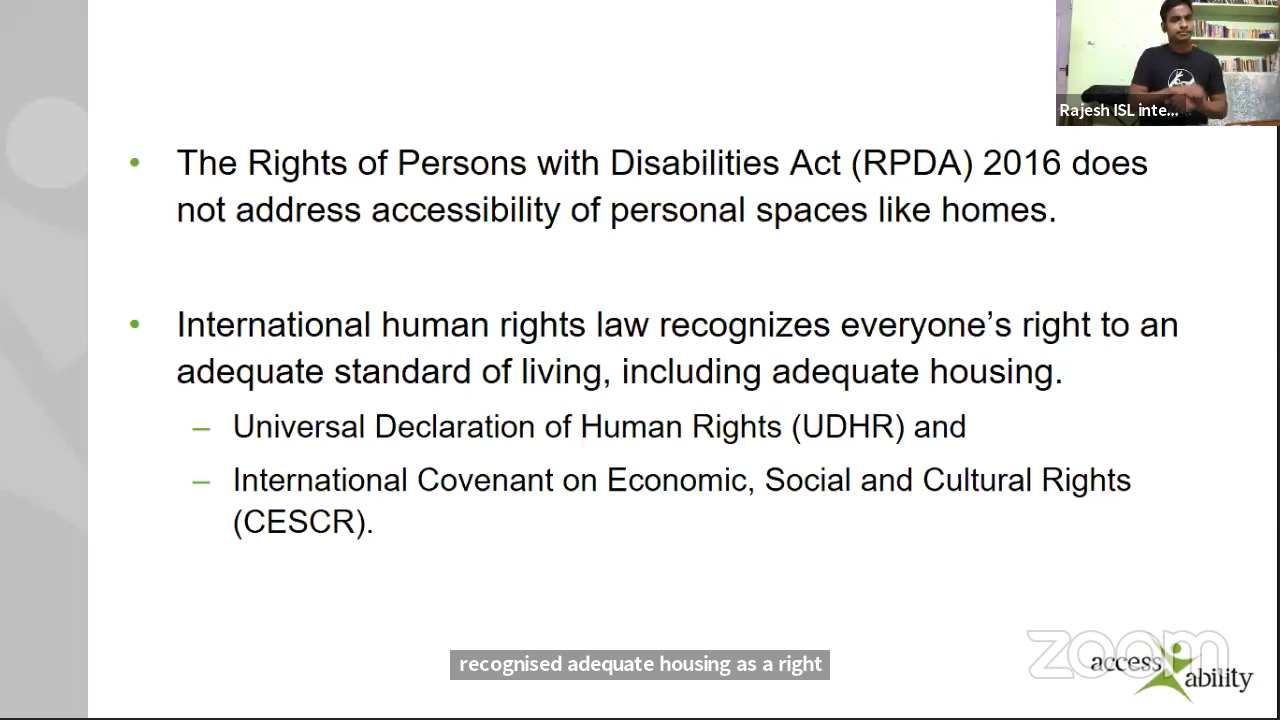 Rajesh ISL inte...
• The Rights of Persons with Disabilities Act (RPDA) 2016 does
not address accessibility of personal spaces like homes.
• International human rights law recognizes everyone’s right to an
adequate standard of living, including adequate housing.
– Universal Declaration of Human Rights (UDHR) and
– International Covenant on Economic, Social and Cultural Rights
(CESCR).
recognised adequate housing as a right
zoom
access
ability